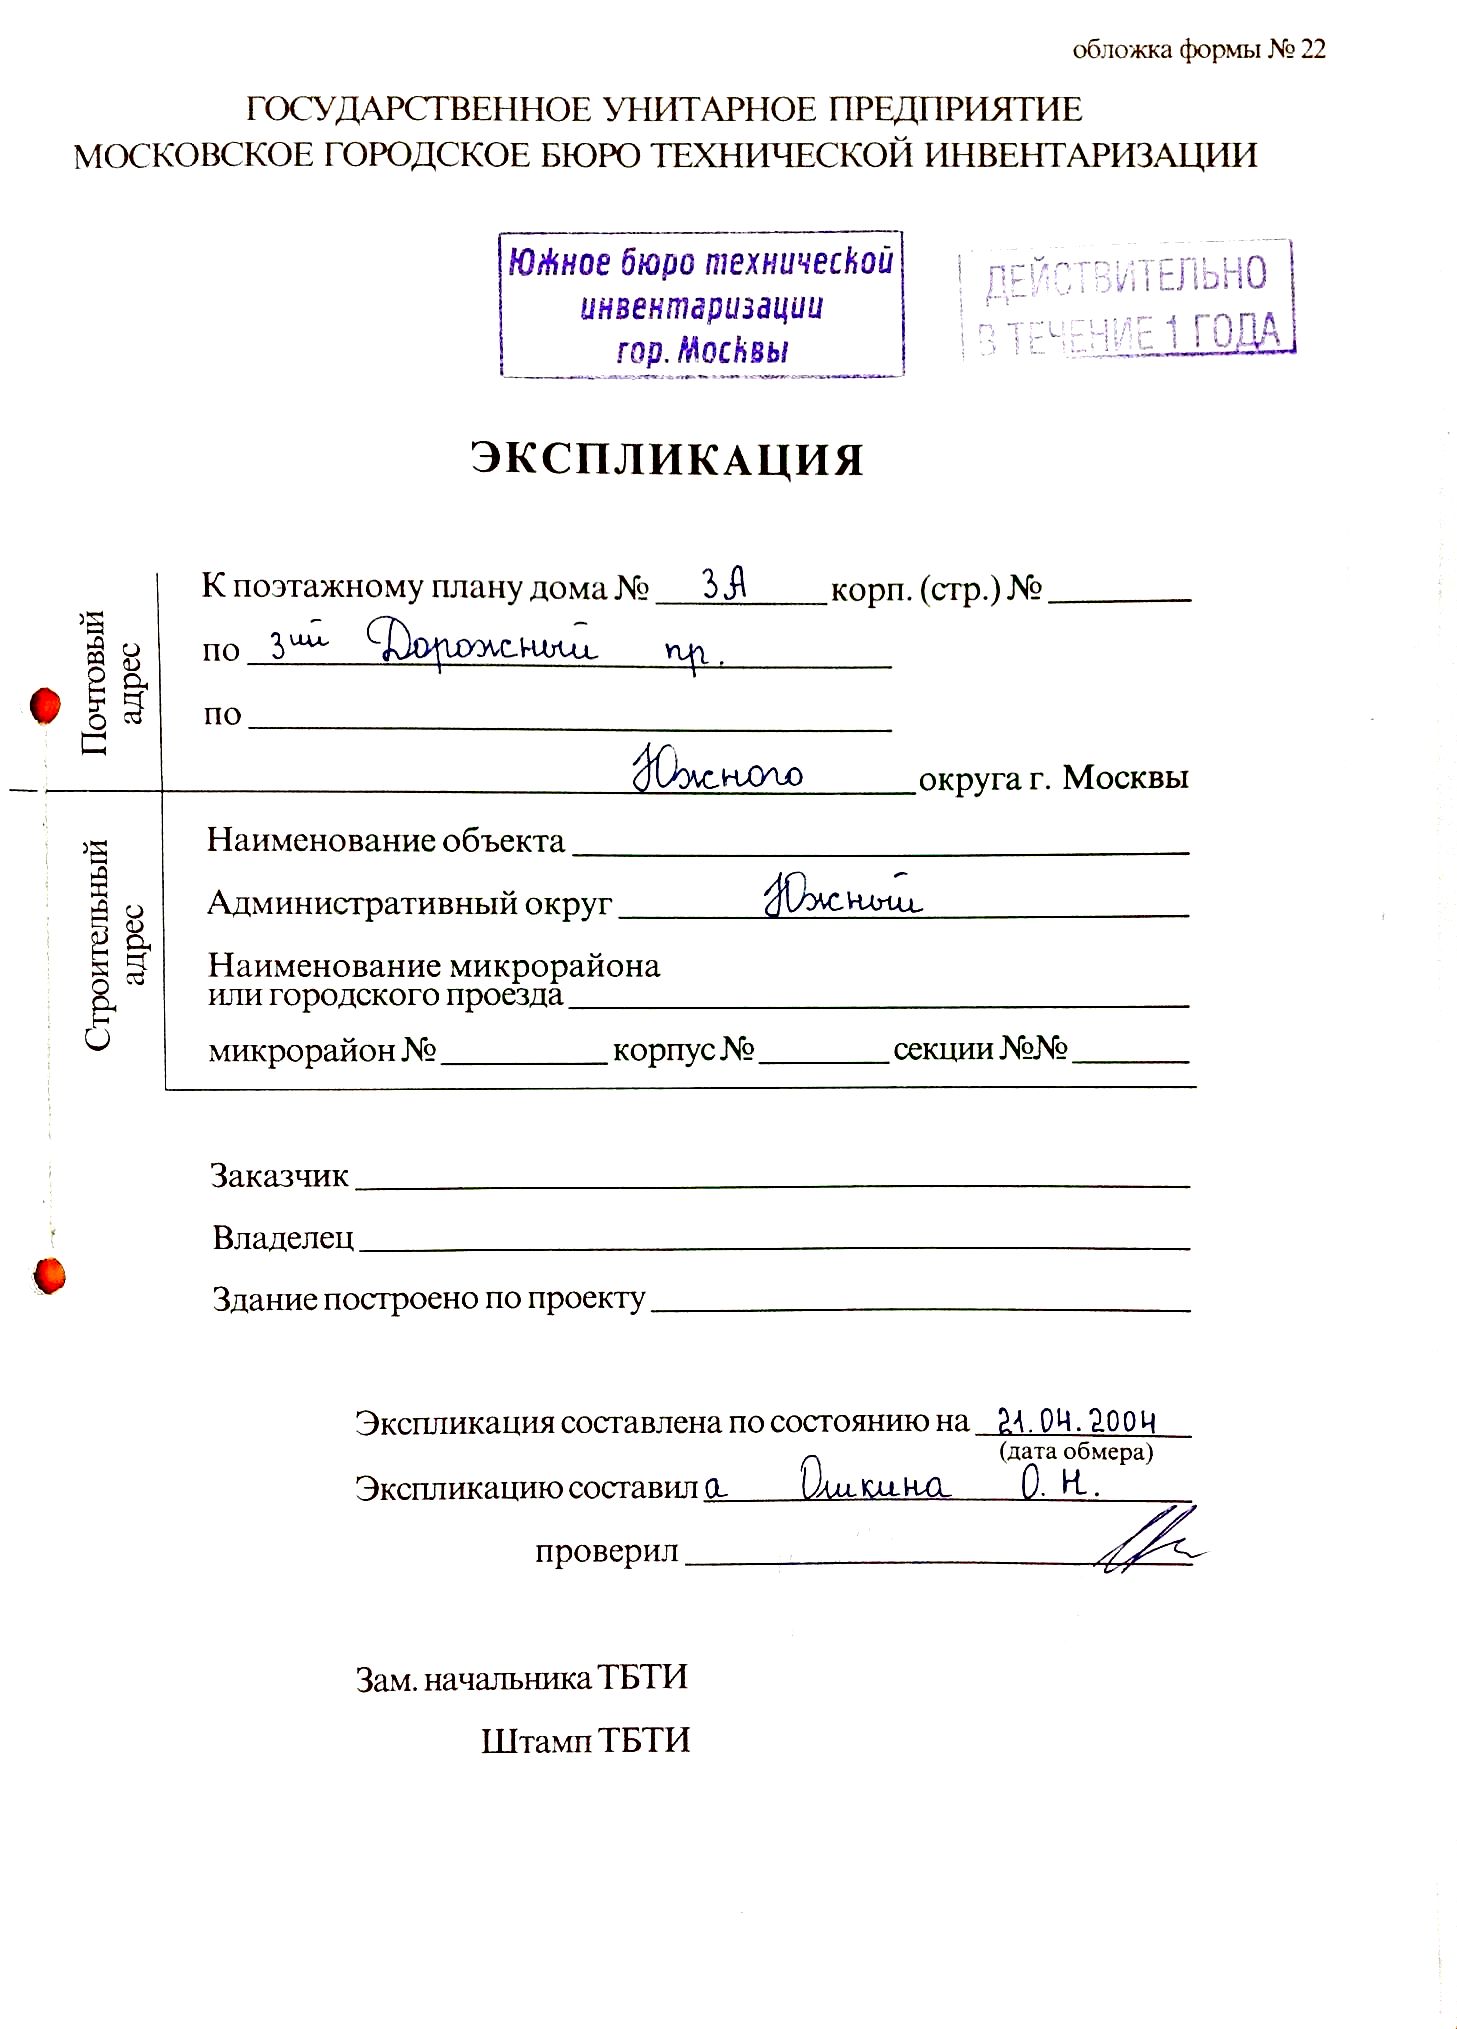 обложка формы № 22
ГОСУДАРСТВЕННОЕ УНИТАРНОЕ ПРЕДПРИЯТИЕ
МОСКОВСКОЕ ГОРОДСКОЕ БЮРО ТЕХНИЧЕСКОЙ ИНВЕНТАРИЗАЦИИ
Южное бюро технической
инвентаризации
гор. Москвы
ДЕЙСТВИТЕЛЬНО
В ТЕЧЕНИЕ 1 ГОДА
ЭКСПЛИКАЦИЯ
Почтовый
адрес
К поэтажному плану дома № 3А корп. (стр.) №
по 3ий Дорожный пр.
по
Южного округа г. Москвы
Строительный
адрес
Наименование объекта
Административный округ Южный
Наименование микрорайона
или городского проезда
микрорайон № корпус № секции №№
Заказчик
Владелец
Здание построено по проекту
Экспликация составлена по состоянию на 21.04.2004
(дата обмера)
Экспликацию составила Ошкина О. Н.
проверил
Зам. начальника ТБТИ
Штамп ТБТИ